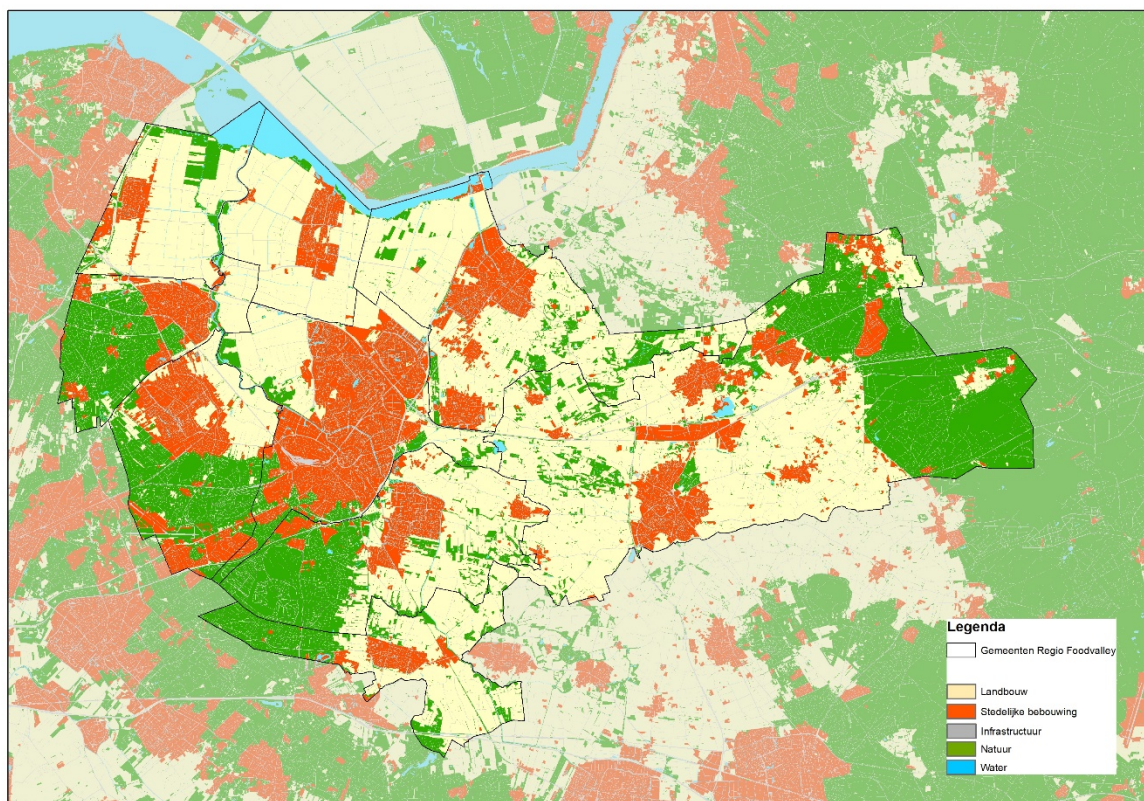 Legenda
Gemeenten Regio Foodvalley
Landbouw
Stedelijke bebouwing
Infrastructuur
Natuur
Water